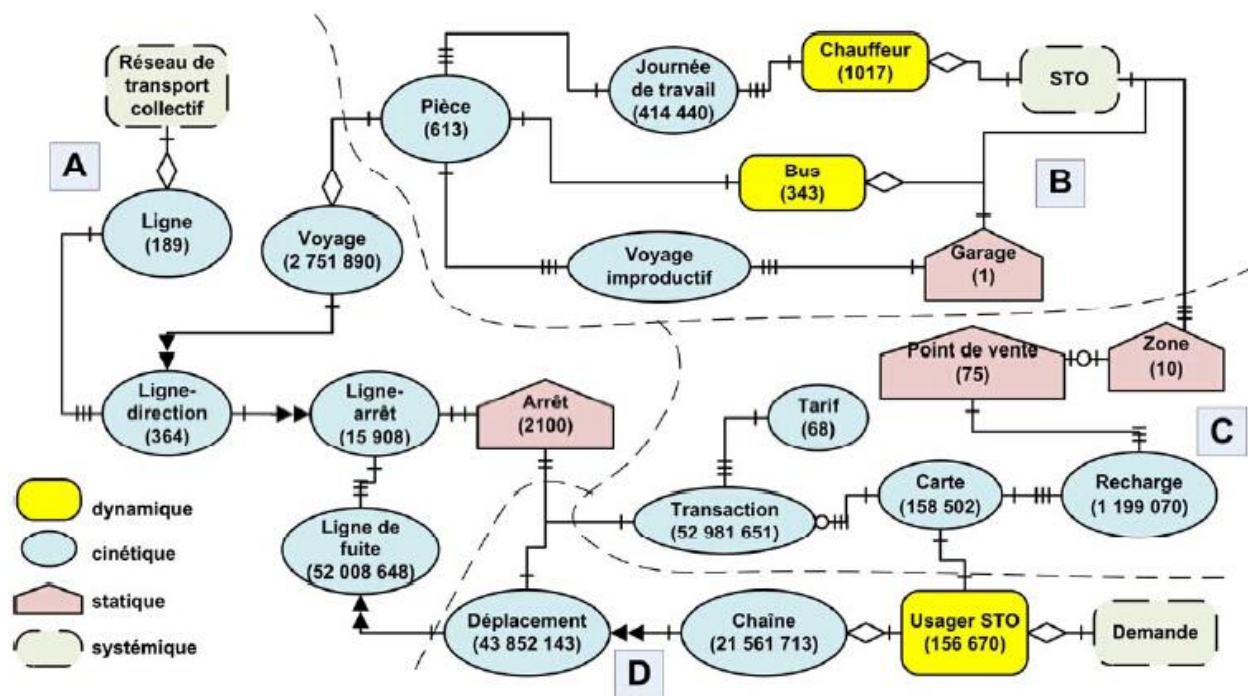 Réseau de
transport
collectif
A
Ligne
(189)
Voyage
(2 751 890)
Pièce
(613)
Journée
de travail
(414 440)
Chauffeur
(1017)
STO
Bus
(343)
B
Voyage
improductif
Garage
(1)
Ligne-
direction
(364)
Ligne-
arrêt
(15 908)
Arrêt
(2100)
Tarif
(68)
Point de vente
(75)
Zone
(10)
C
Ligne de
fuite
(52 008 648)
Transaction
(52 981 651)
Carte
(158 502)
Recharge
(1 199 070)
Déplacement
(43 852 143)
D
Chaîne
(21 561 713)
Usager STO
(156 670)
Demande
dynamique
cinétique
statique
systémique